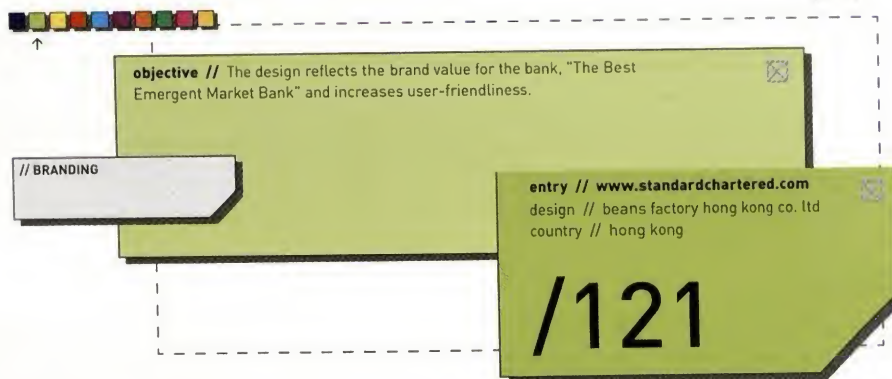 objective // The design reflects the brand value for the bank, "The Best
Emergent Market Bank" and increases user-friendliness.
// BRANDING
entry // www.standardchartered.com
design // beans factory hong kong co. ltd
country // hong kong
/121